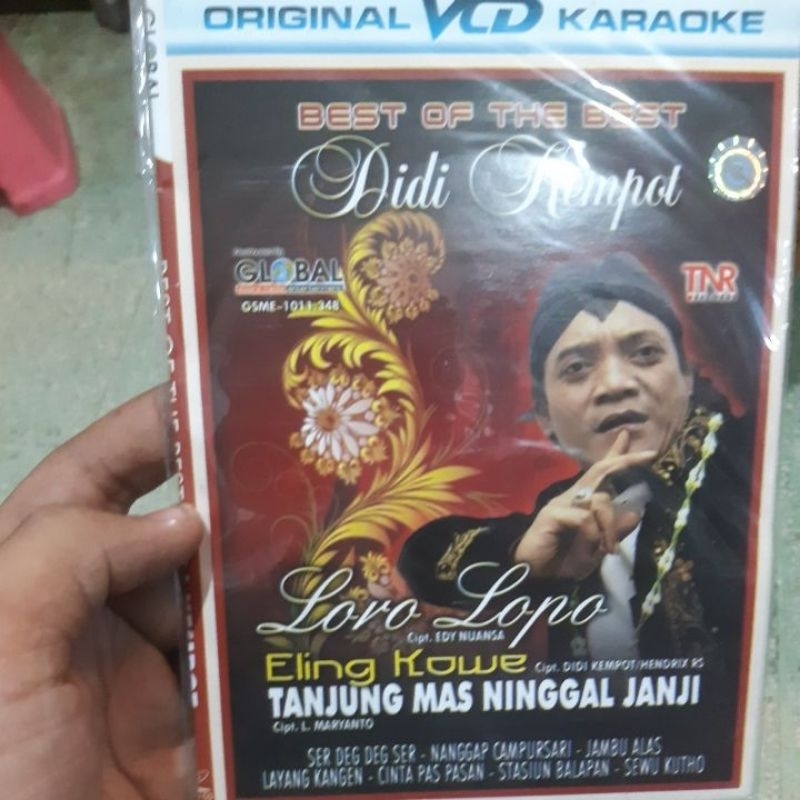 ORIGINAL VCD KARAOKE
GLOBAL
BEST OF THE BEST
Didi Kempot
GLOBAL
GSME-1011.348
TNR
Loro Lopo
Cipt. EDY NUANSA
Eling Kowe Cipt. DIDI KEMPOT/HENDRIX RS
TANJUNG MAS NINGGAL JANJI
Cipt. L. MARYANTO
SER DEG DEG SER - NANGGAP CAMPURSARI - JAMBU ALAS
LAYANG KANGEN - CINTA PAS PASAN - STASIUN BALAPAN - SEWU KUTHO